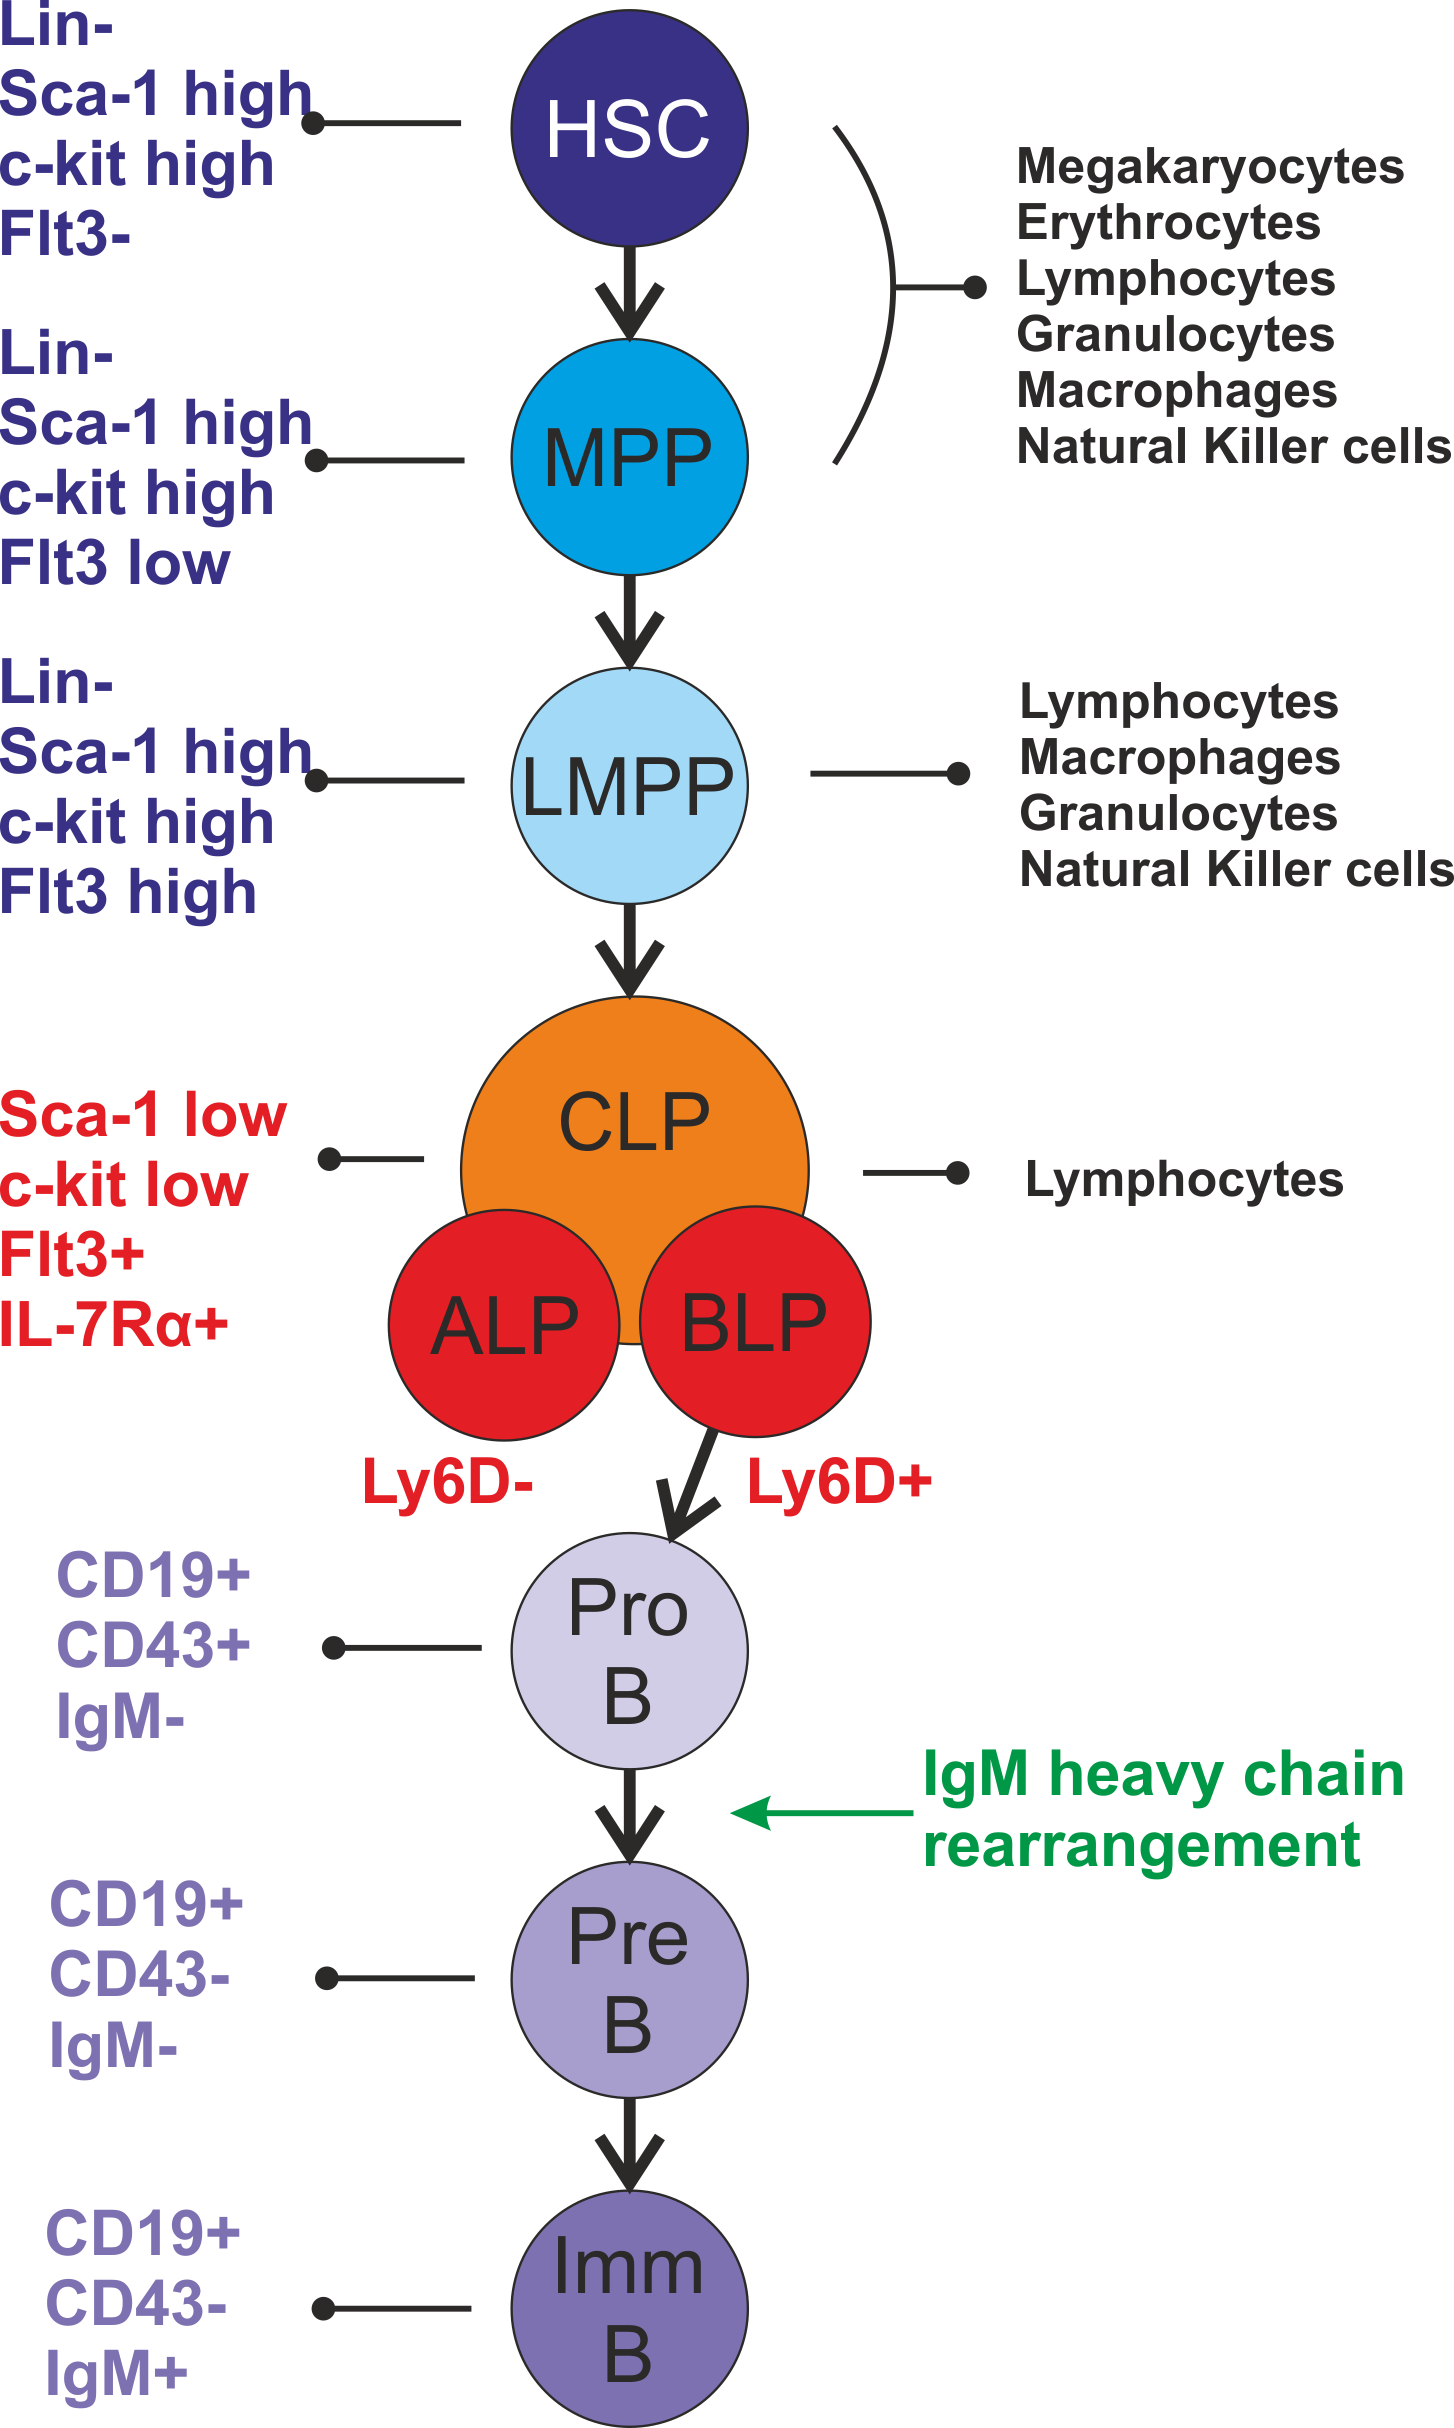 Lin-
Sca-1 high
c-kit high
Flt3-
HSC
Megakaryocytes
Erythrocytes
Lymphocytes
Granulocytes
Macrophages
Natural Killer cells
Lin-
Sca-1 high
c-kit high
Flt3 low
MPP
Lin-
Sca-1 high
c-kit high
Flt3 high
LMPP
Lymphocytes
Macrophages
Granulocytes
Natural Killer cells
Sca-1 low
c-kit low
Flt3+
IL-7Rα+
CLP
ALP
BLP
Lymphocytes
Ly6D-
Ly6D+
CD19+
CD43+
IgM-
Pro
B
IgM heavy chain
rearrangement
CD19+
CD43-
IgM-
Pre
B
CD19+
CD43-
IgM+
Imm
B